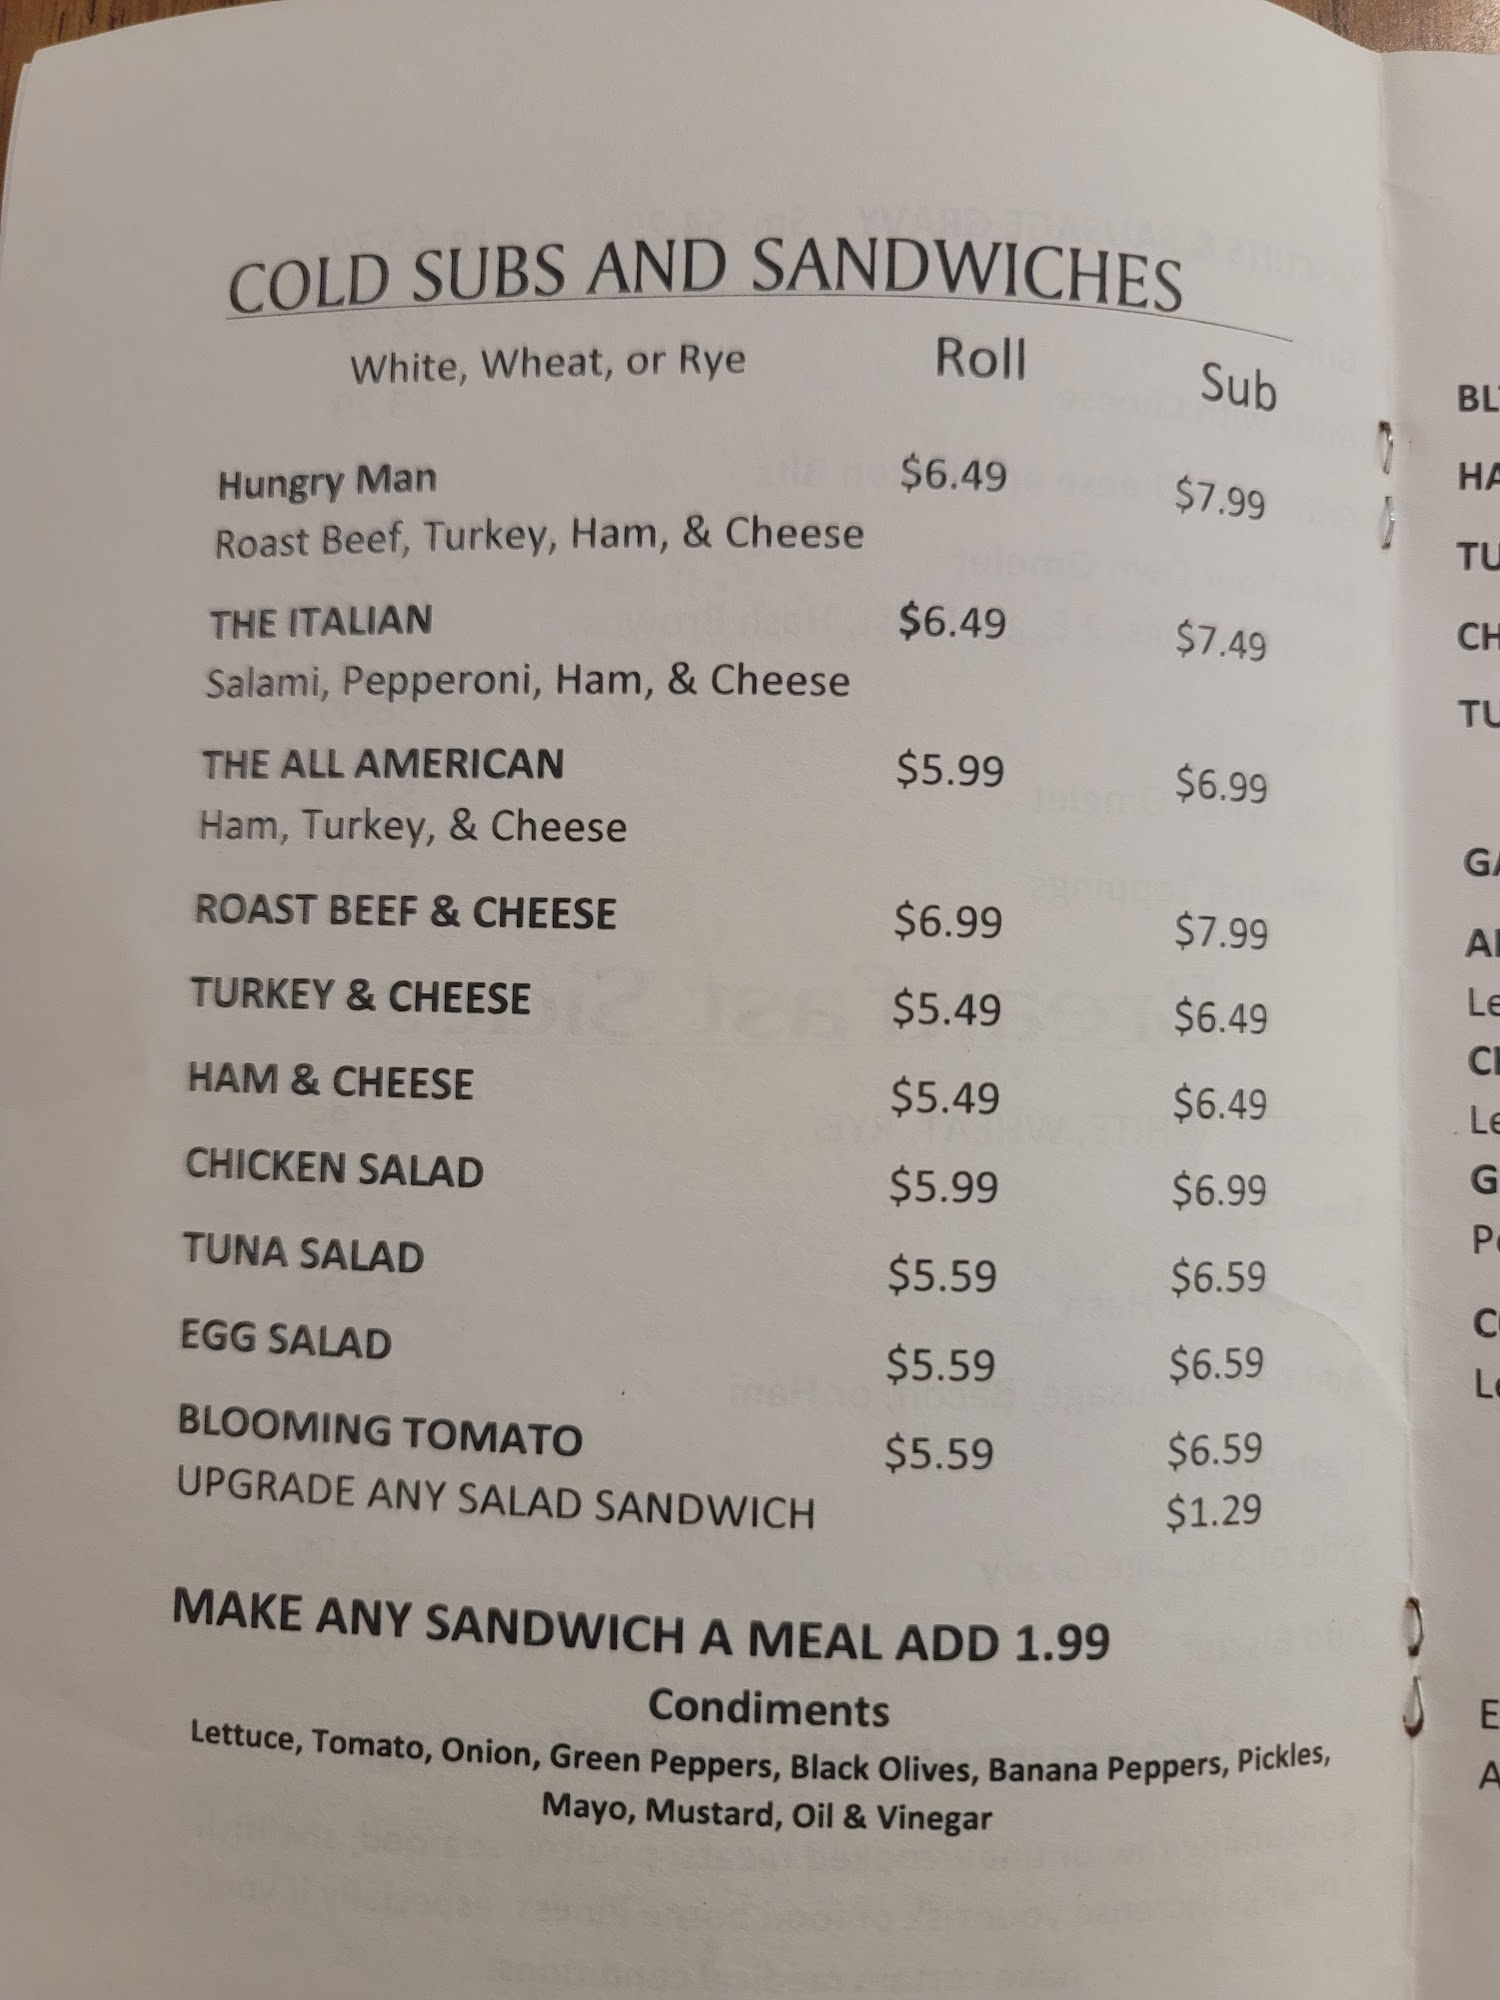 COLD SUBS AND SANDWICHES
White, Wheat, or Rye Roll Sub
Hungry Man $6.49 $7.99
Roast Beef, Turkey, Ham, & Cheese
THE ITALIAN $6.49 $7.49
Salami, Pepperoni, Ham, & Cheese
THE ALL AMERICAN $5.99 $6.99
Ham, Turkey, & Cheese
ROAST BEEF & CHEESE $6.99 $7.99
TURKEY & CHEESE $5.49 $6.49
HAM & CHEESE $5.49 $6.49
CHICKEN SALAD $5.99 $6.99
TUNA SALAD $5.59 $6.59
EGG SALAD $5.59 $6.59
BLOOMING TOMATO $5.59 $6.59
UPGRADE ANY SALAD SANDWICH $1.29
MAKE ANY SANDWICH A MEAL ADD 1.99
Condiments
Lettuce, Tomato, Onion, Green Peppers, Black Olives, Banana Peppers, Pickles,
Mayo, Mustard, Oil & Vinegar